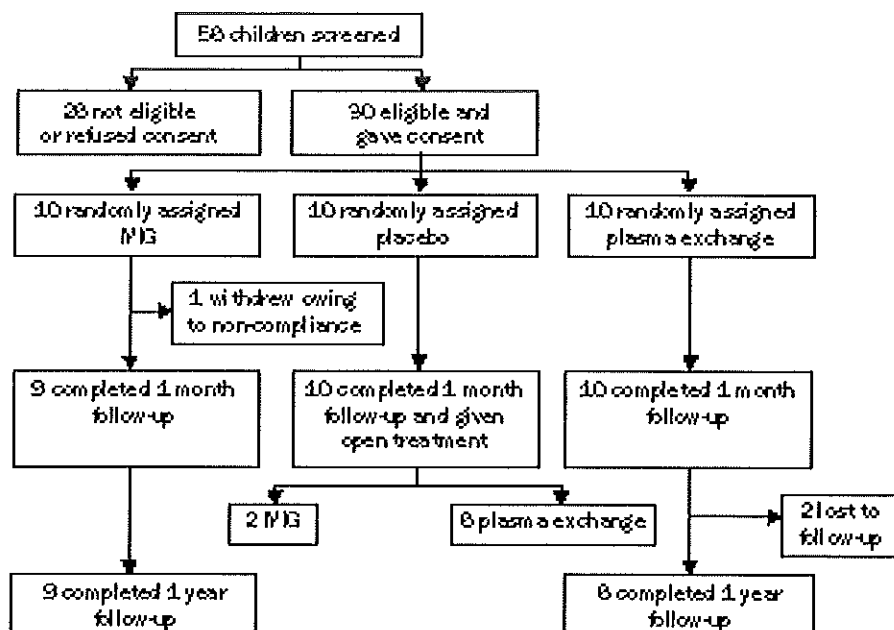 58 children screened
28 not eligible
or refused consent
30 eligible and
gave consent
10 randomly assigned
IVIG
10 randomly assigned
placebo
10 randomly assigned
plasma exchange
1 withdrew owing
to non-compliance
9 completed 1 month
follow-up
10 completed 1 month
follow-up and given
open treatment
10 completed 1 month
follow-up
2 IVIG
8 plasma exchange
2 lost to
follow-up
9 completed 1 year
follow-up
8 completed 1 year
follow-up